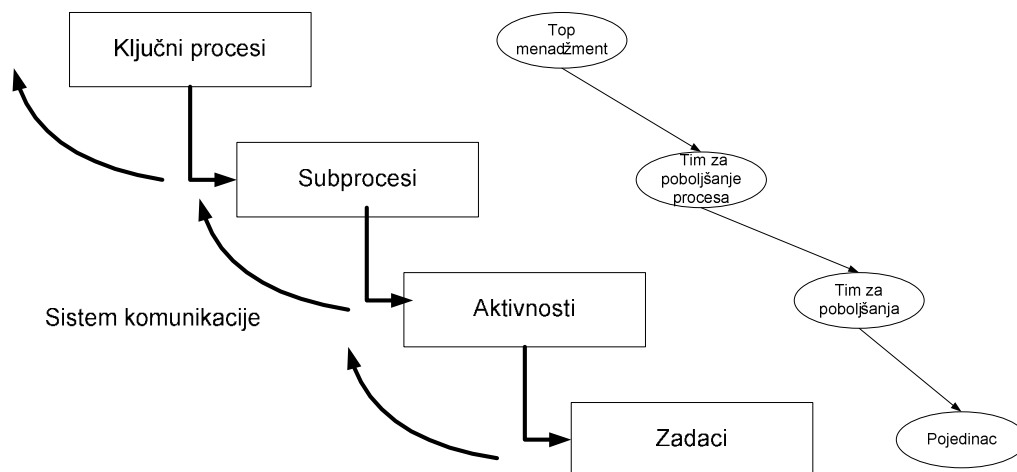 Ključni procesi
Top
menadžment
Subprocesi
Tim za
poboljšanje
procesa
Sistem komunikacije
Aktivnosti
Tim za
poboljšanja
Zadaci
Pojedinac